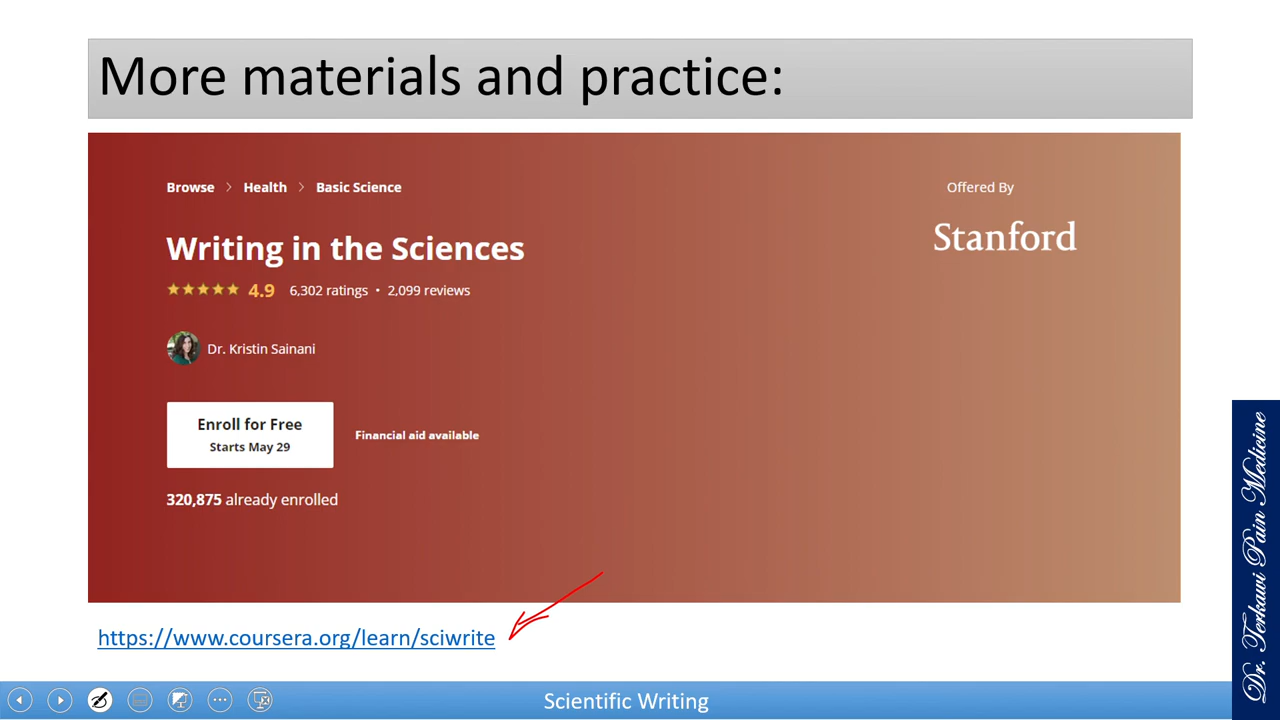 More materials and practice:
Browse > Health > Basic Science
Offered By
Stanford
Writing in the Sciences
4.9 6,302 ratings • 2,099 reviews
Dr. Kristin Sainani
Enroll for Free
Starts May 29
Financial aid available
320,875 already enrolled
https://www.coursera.org/learn/sciwrite
Scientific Writing
Dr. Terkawi Pain Medicine